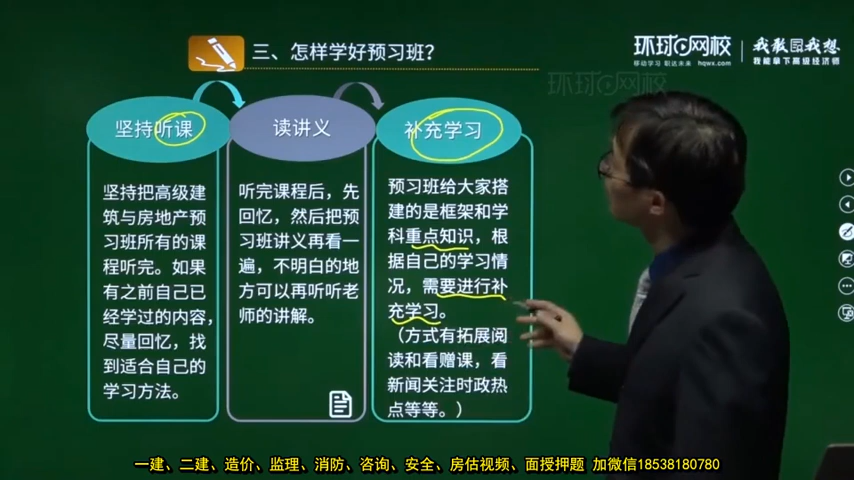 三、怎样学好预习班？
环球网校
移动学习 职达未来 hqwx.com
我教 我想
我能拿下高级经济师
环球网校
坚持听课
坚持把高级建
筑与房地产预
习班所有的课
程听完。如果
有之前自己已
经学过的内容，
尽量回忆，找
到适合自己的
学习方法。
读讲义
听完课程后，先
回忆，然后把预
习班讲义再看一
遍，不明白的地
方可以再听听老
师的讲解。
补充学习
预习班给大家搭
建的是框架和学
科重点知识，根
据自己的学习情
况，需要进行补
充学习。
（方式有拓展阅
读和看赠课，看
新闻关注时政热
点等等。）
一建、二建、造价、监理、消防、咨询、安全、房估视频、面授押题 加微信18538180780